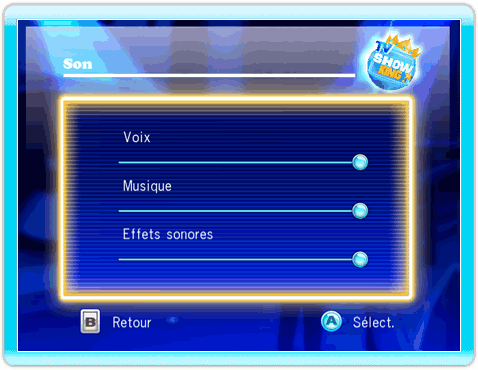 Son
TV
SHOW
KING
Voix
Musique
Effets sonores
B Retour
A Sélect.